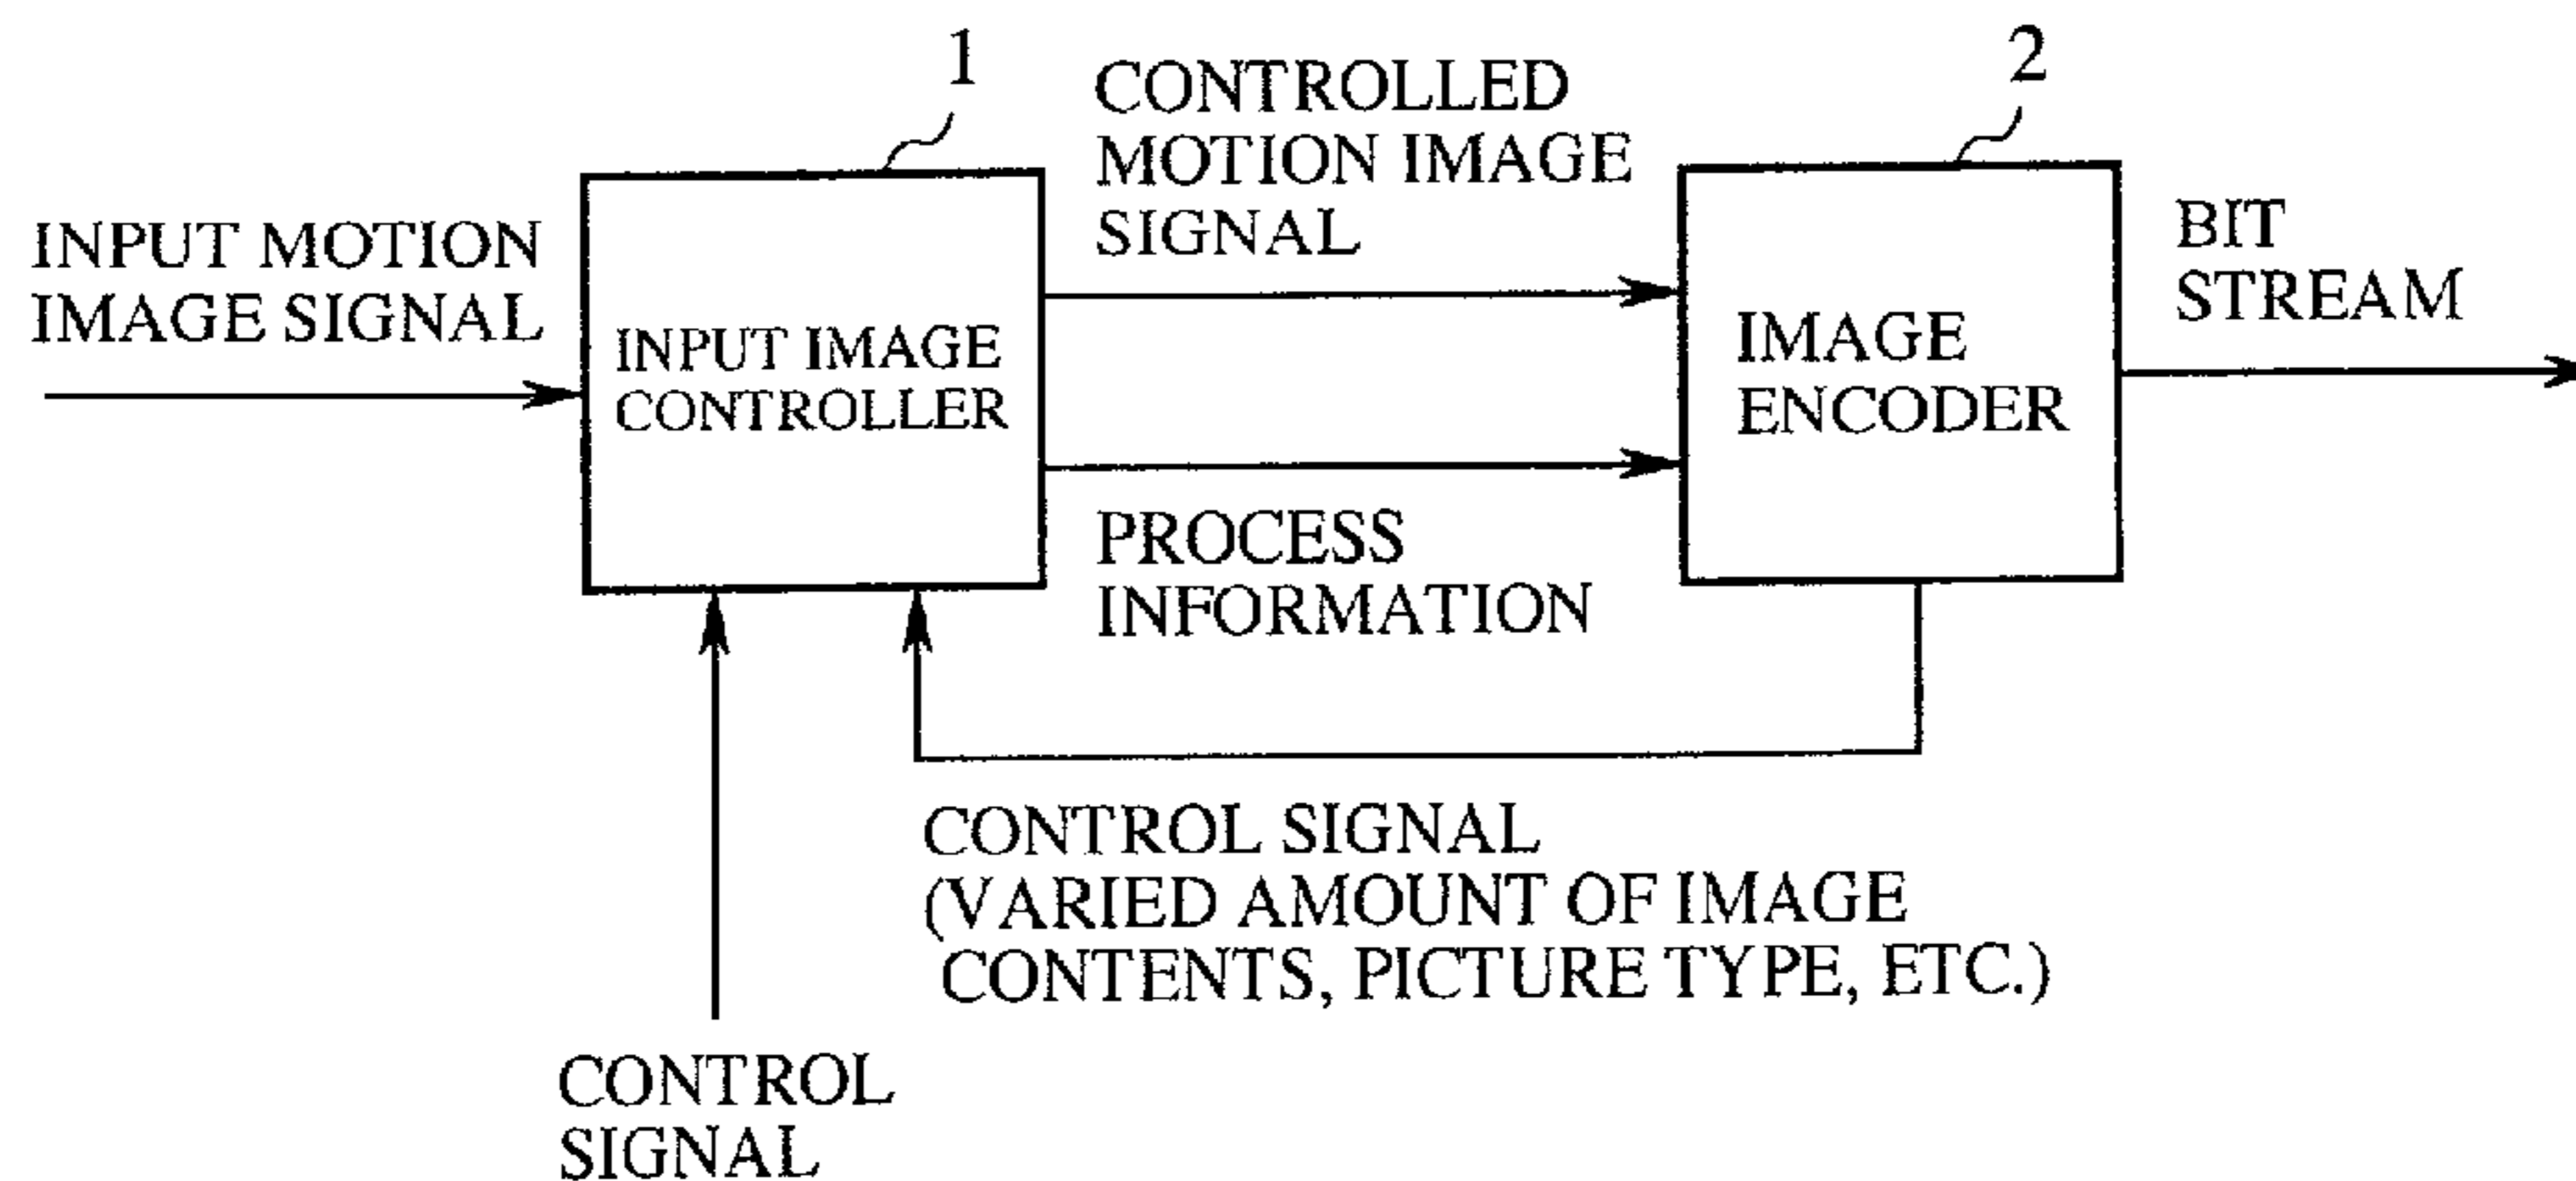 1
2
CONTROLLED
MOTION IMAGE
SIGNAL
INPUT MOTION
IMAGE SIGNAL
BIT
STREAM
INPUT IMAGE
CONTROLLER
IMAGE
ENCODER
PROCESS
INFORMATION
CONTROL SIGNAL
(VARIED AMOUNT OF IMAGE
CONTENTS, PICTURE TYPE, ETC.)
CONTROL
SIGNAL